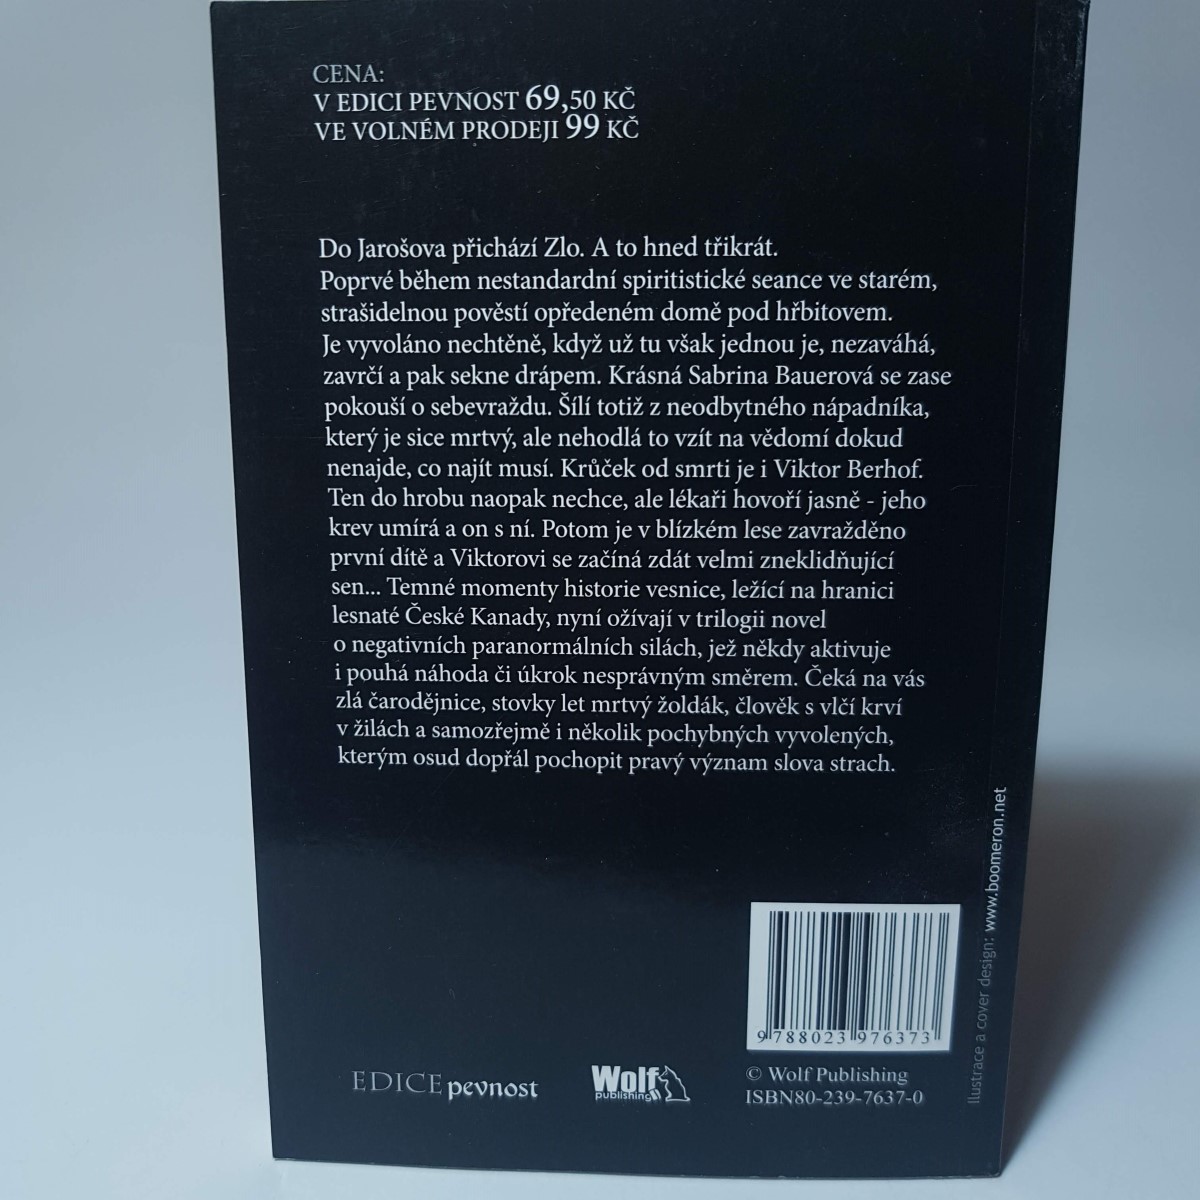 CENA:
V EDICI PEVNOST 69,50 KČ
VE VOLNÉM PRODEJI 99 KČ
Do Jarošova přichází Zlo. A to hned třikrát.
Poprvé během nestandardní spiritistické seance ve starém,
strašidelnou pověstí opředeném domě pod hřbitovem.
Je vyvoláno nechtěně, když už tu však jednou je, nezaváhá,
zavrčí a pak sekne drápem. Krásná Sabrina Bauerová se zase
pokouší o sebevraždu. Šílí totiž z neodbytného nápadníka,
který je sice mrtvý, ale nehodlá to vzít na vědomí dokud
nenajde, co najít musí. Krůček od smrti je i Viktor Berhof.
Ten do hrobu naopak nechce, ale lékaři hovoří jasně - jeho
krev umírá a on s ní. Potom je v blízkém lese zavražděno
první dítě a Viktorovi se začíná zdát velmi zneklidňující
sen... Temné momenty historie vesnice, ležící na hranici
lesnaté České Kanady, nyní ožívají v trilogii novel
o negativních paranormálních silách, jež někdy aktivuje
i pouhá náhoda či úkrok nesprávným směrem. Čeká na vás
zlá čarodějnice, stovky let mrtvý žoldák, člověk s vlčí krví
v žilách a samozřejmě i několik pochybných vyvolených,
kterým osud dopřál pochopit pravý význam slova strach.
Ilustrace a cover design: www.boomeron.net
9 788023 976373
EDICE pevnost
Wolf
publishing
© Wolf Publishing
ISBN80-239-7637-0